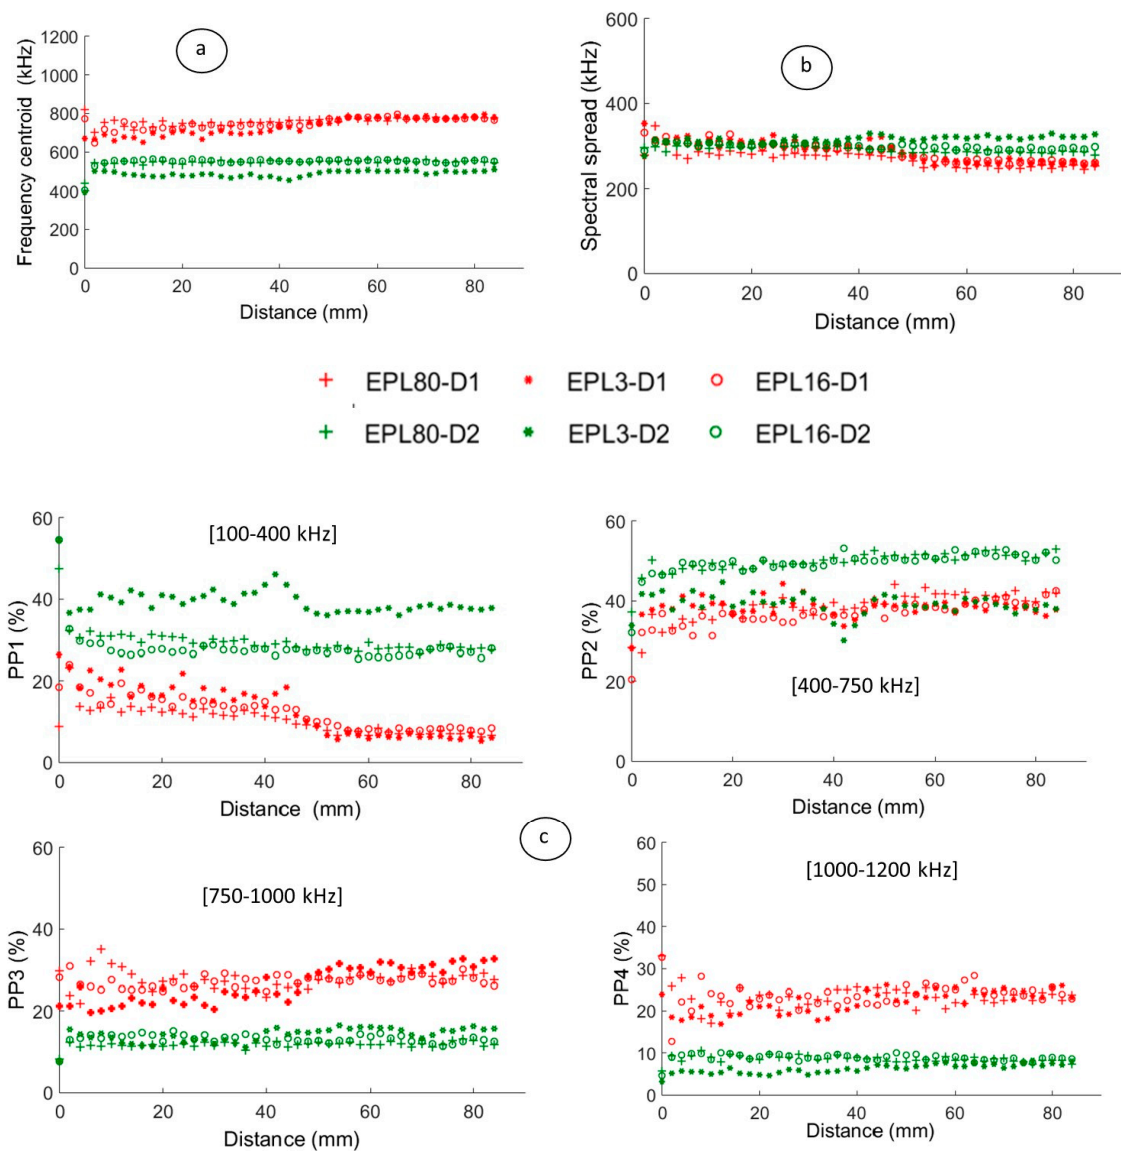 a
Frequency centroid (kHz)
1200
1000
800
600
400
200
0
0 20 40 60 80
Distance (mm)
b
Spectral spread (kHz)
600
400
200
0
0 20 40 60 80
Distance (mm)
EPL80-D1 EPL3-D1 EPL16-D1
EPL80-D2 EPL3-D2 EPL16-D2
[100-400 kHz]
PP1 (%)
60
40
20
0
0 20 40 60 80
Distance (mm)
[400-750 kHz]
PP2 (%)
60
40
20
0
0 20 40 60 80
Distance (mm)
c
[750-1000 kHz]
PP3 (%)
60
40
20
0
0 20 40 60 80
Distance (mm)
[1000-1200 kHz]
PP4 (%)
60
50
40
30
20
10
0
0 20 40 60 80
Distance (mm)